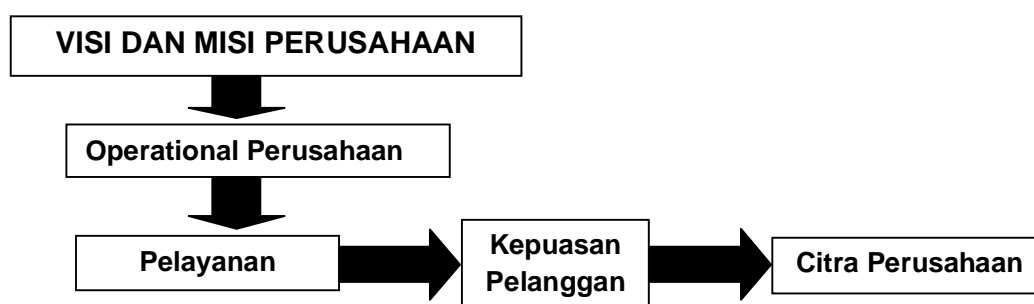 VISI DAN MISI PERUSAHAAN
Operational Perusahaan
Pelayanan
Kepuasan
Pelanggan
Citra Perusahaan